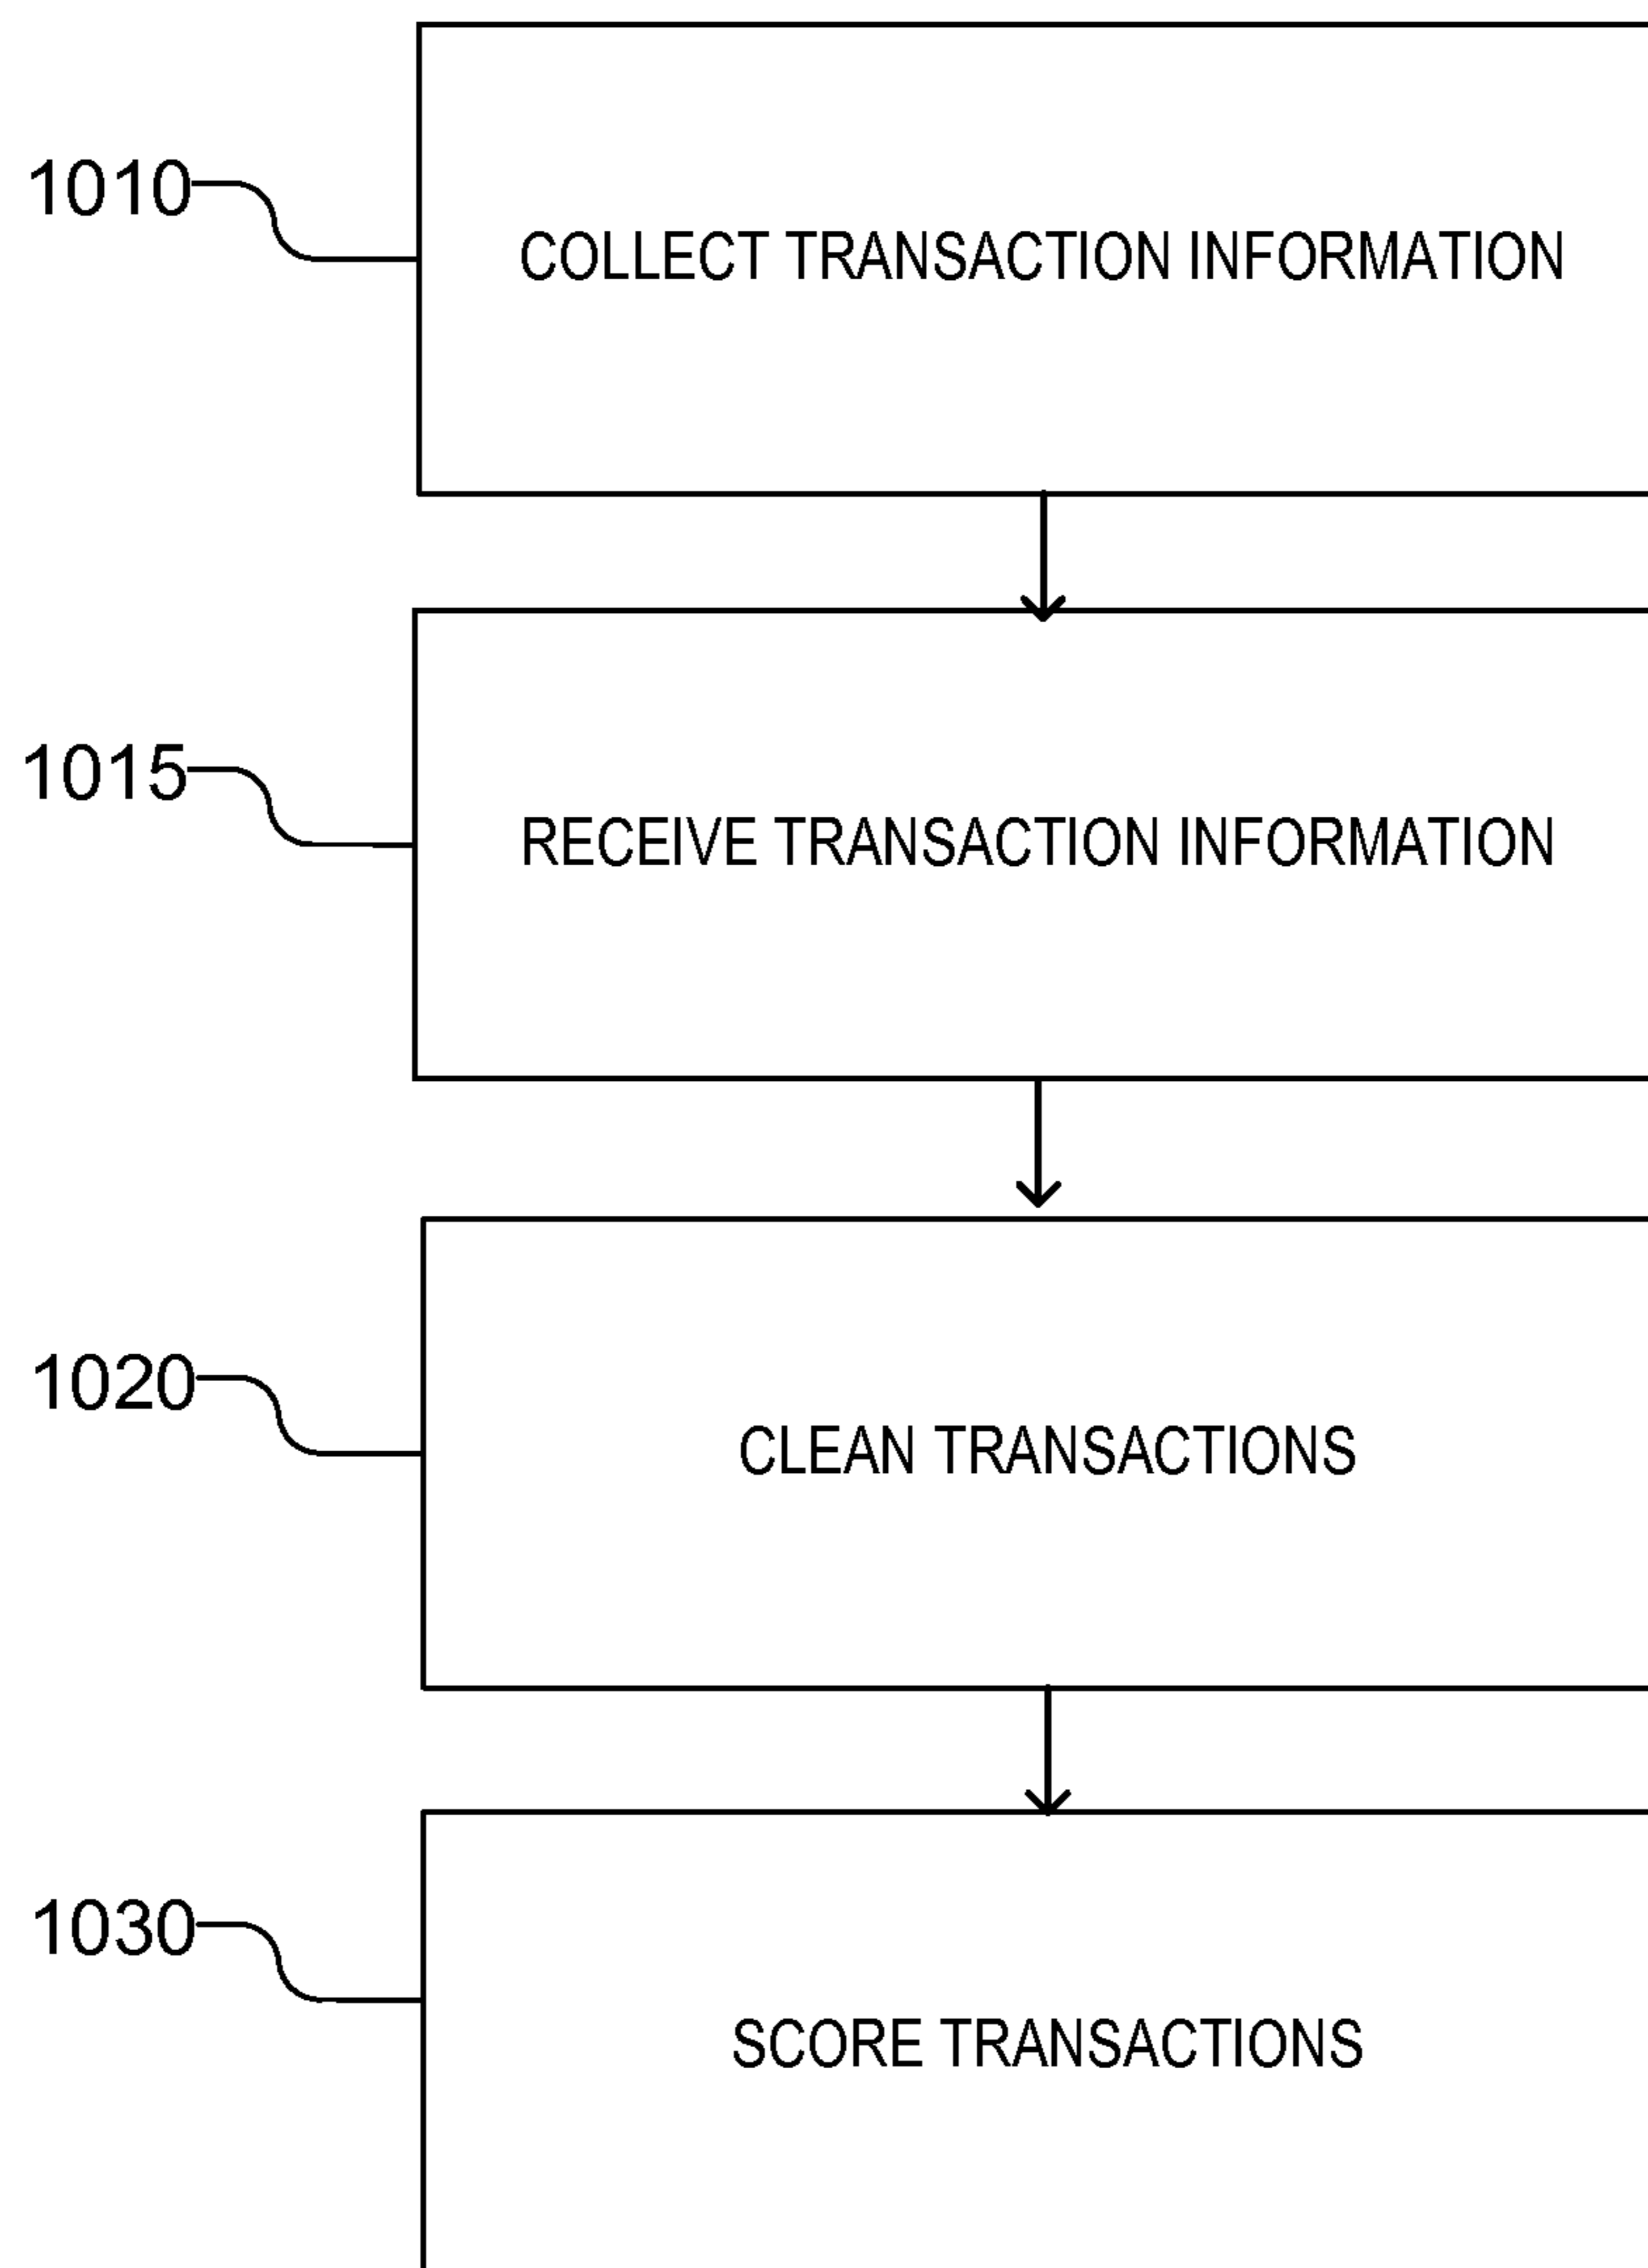 1010
COLLECT TRANSACTION INFORMATION
1015
RECEIVE TRANSACTION INFORMATION
1020
CLEAN TRANSACTIONS
1030
SCORE TRANSACTIONS